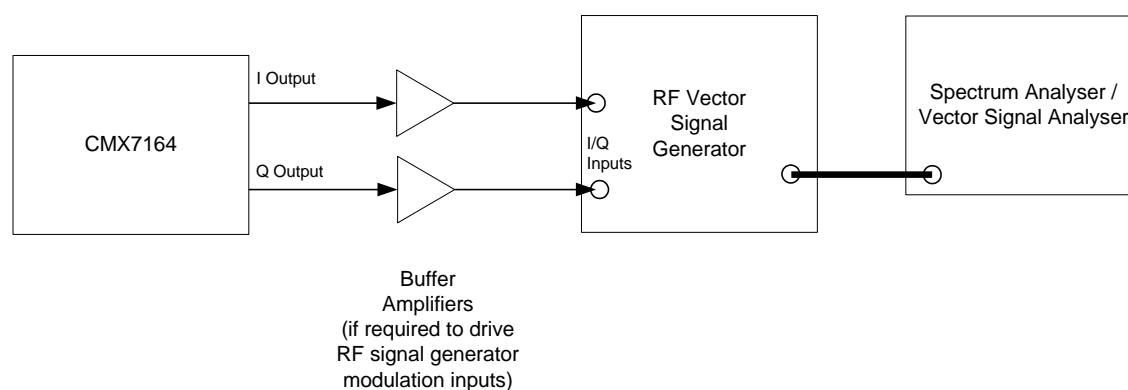 CMX7164
I Output
Q Output
I/Q
Inputs
RF Vector
Signal
Generator
Spectrum Analyser /
Vector Signal Analyser
Buffer
Amplifiers
(if required to drive
RF signal generator
modulation inputs)